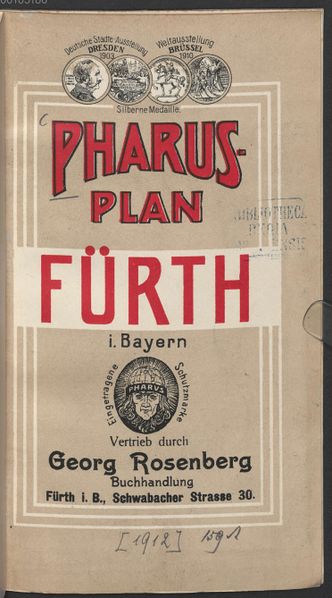 Deutsche Städte-Ausstellung
DRESDEN
1903
Weltausstellung
BRÜSSEL
1910
Silberne Medaille.
PHARUS-
PLAN
FÜRTH
i. Bayern
Eingetragene Schutzmarke
PHARUS
Vertrieb durch
Georg Rosenberg
Buchhandlung
Fürth i. B., Schwabacher Strasse 30.
[1912]